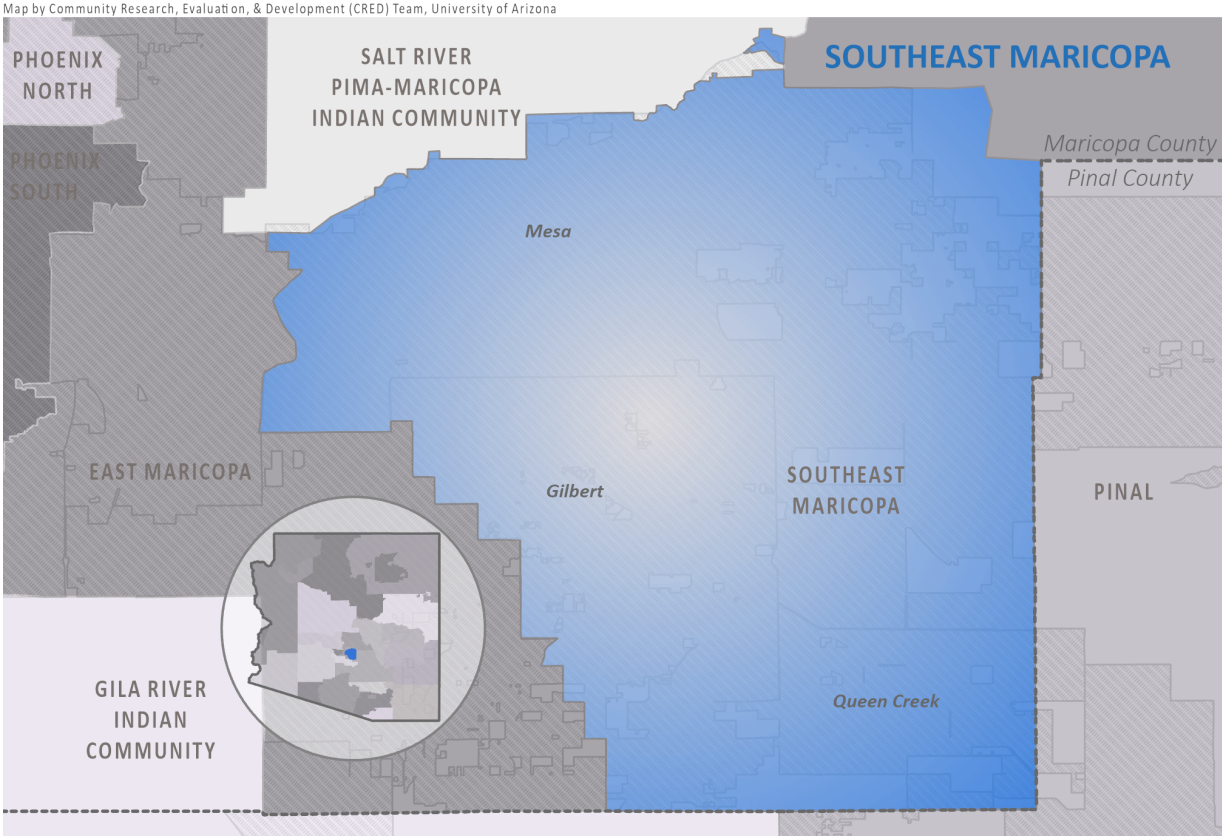 Map by Community Research, Evaluation, & Development (CRED) Team, University of Arizona
PHOENIX
NORTH
SALT RIVER
PIMA-MARICOPA
INDIAN COMMUNITY
SOUTHEAST MARICOPA
Maricopa County
Pinal County
PHOENIX
SOUTH
Mesa
EAST MARICOPA
Gilbert
SOUTHEAST
MARICOPA
PINAL
GILA RIVER
INDIAN
COMMUNITY
Queen Creek